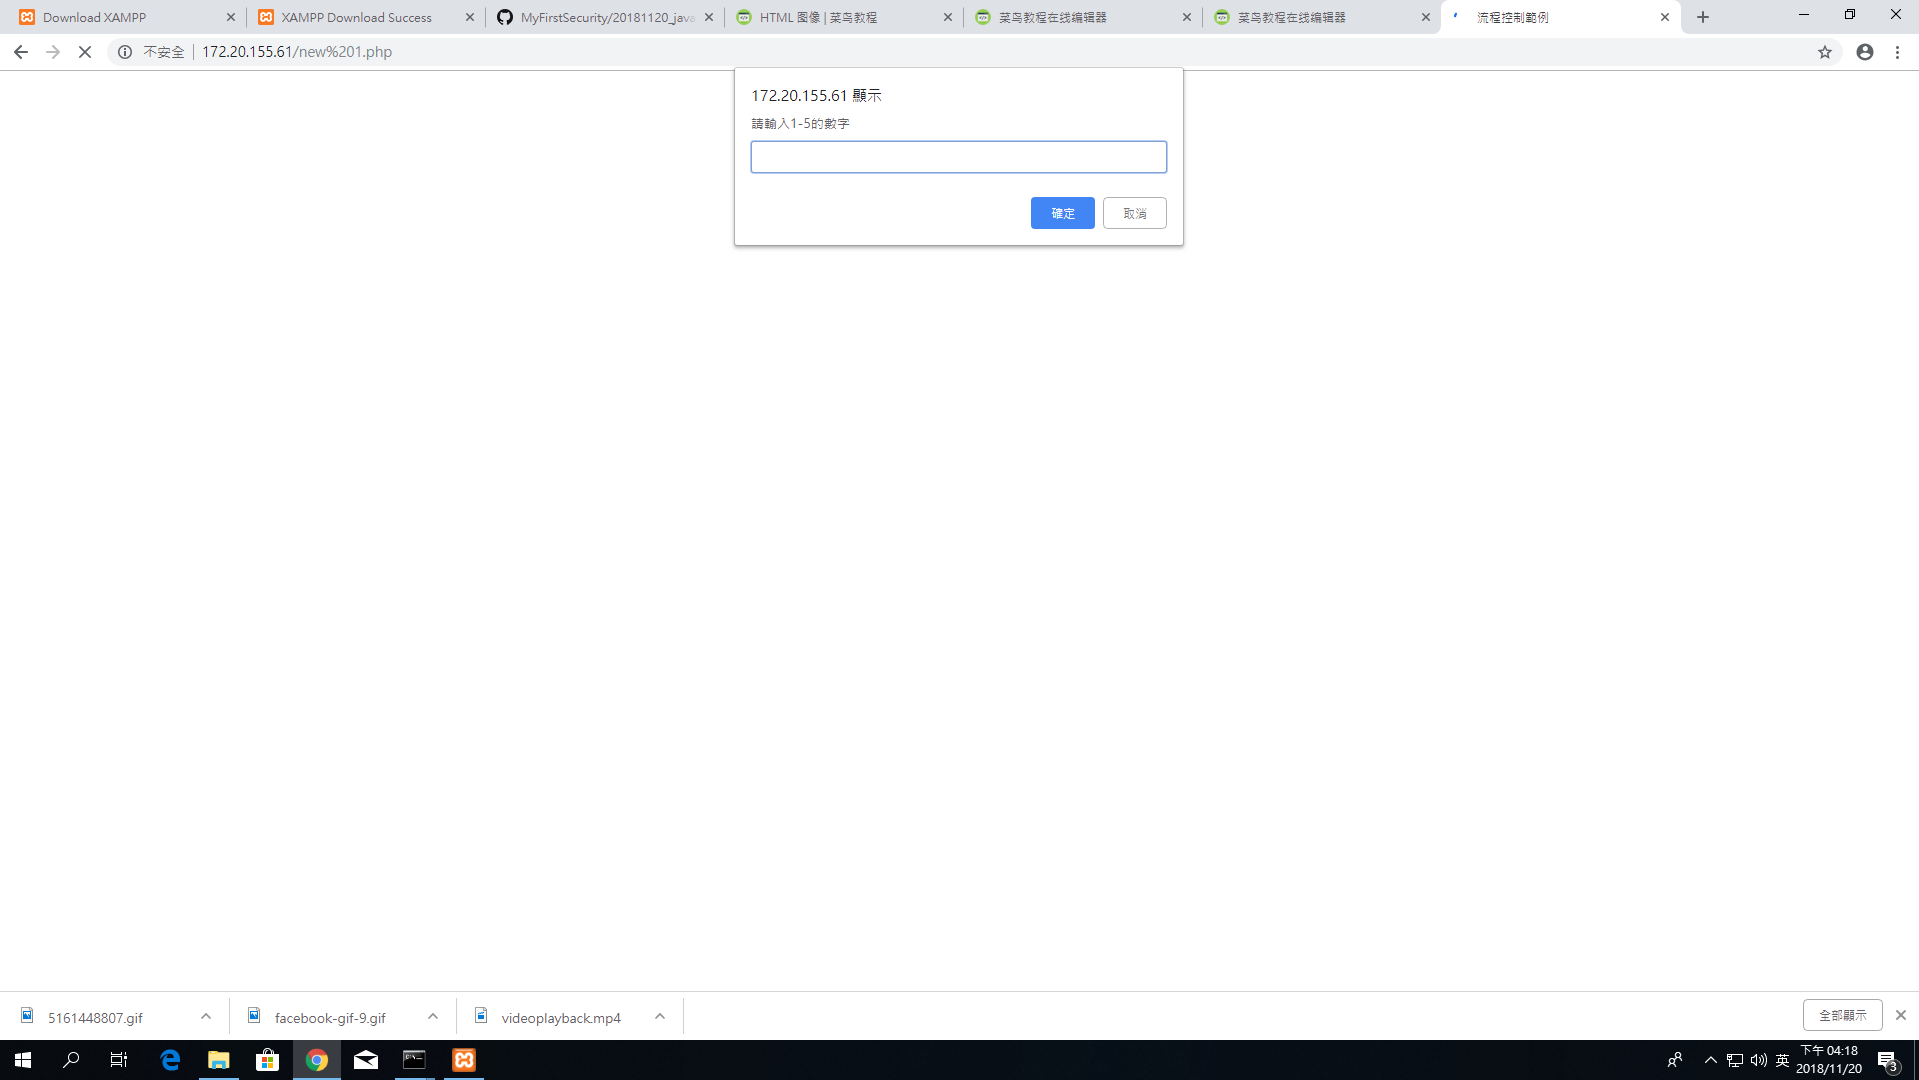 Download XAMPP
XAMPP Download Success
MyFirstSecurity/20181120_java
HTML 图像 | 菜鸟教程
菜鸟教程在线编辑器
菜鸟教程在线编辑器
流程控制範例
不安全
172.20.155.61/new%201.php
172.20.155.61 顯示
請輸入1-5的數字
確定
取消
5161448807.gif
facebook-gif-9.gif
videoplayback.mp4
全部顯示
英
下午 04:18
2018/11/20
3